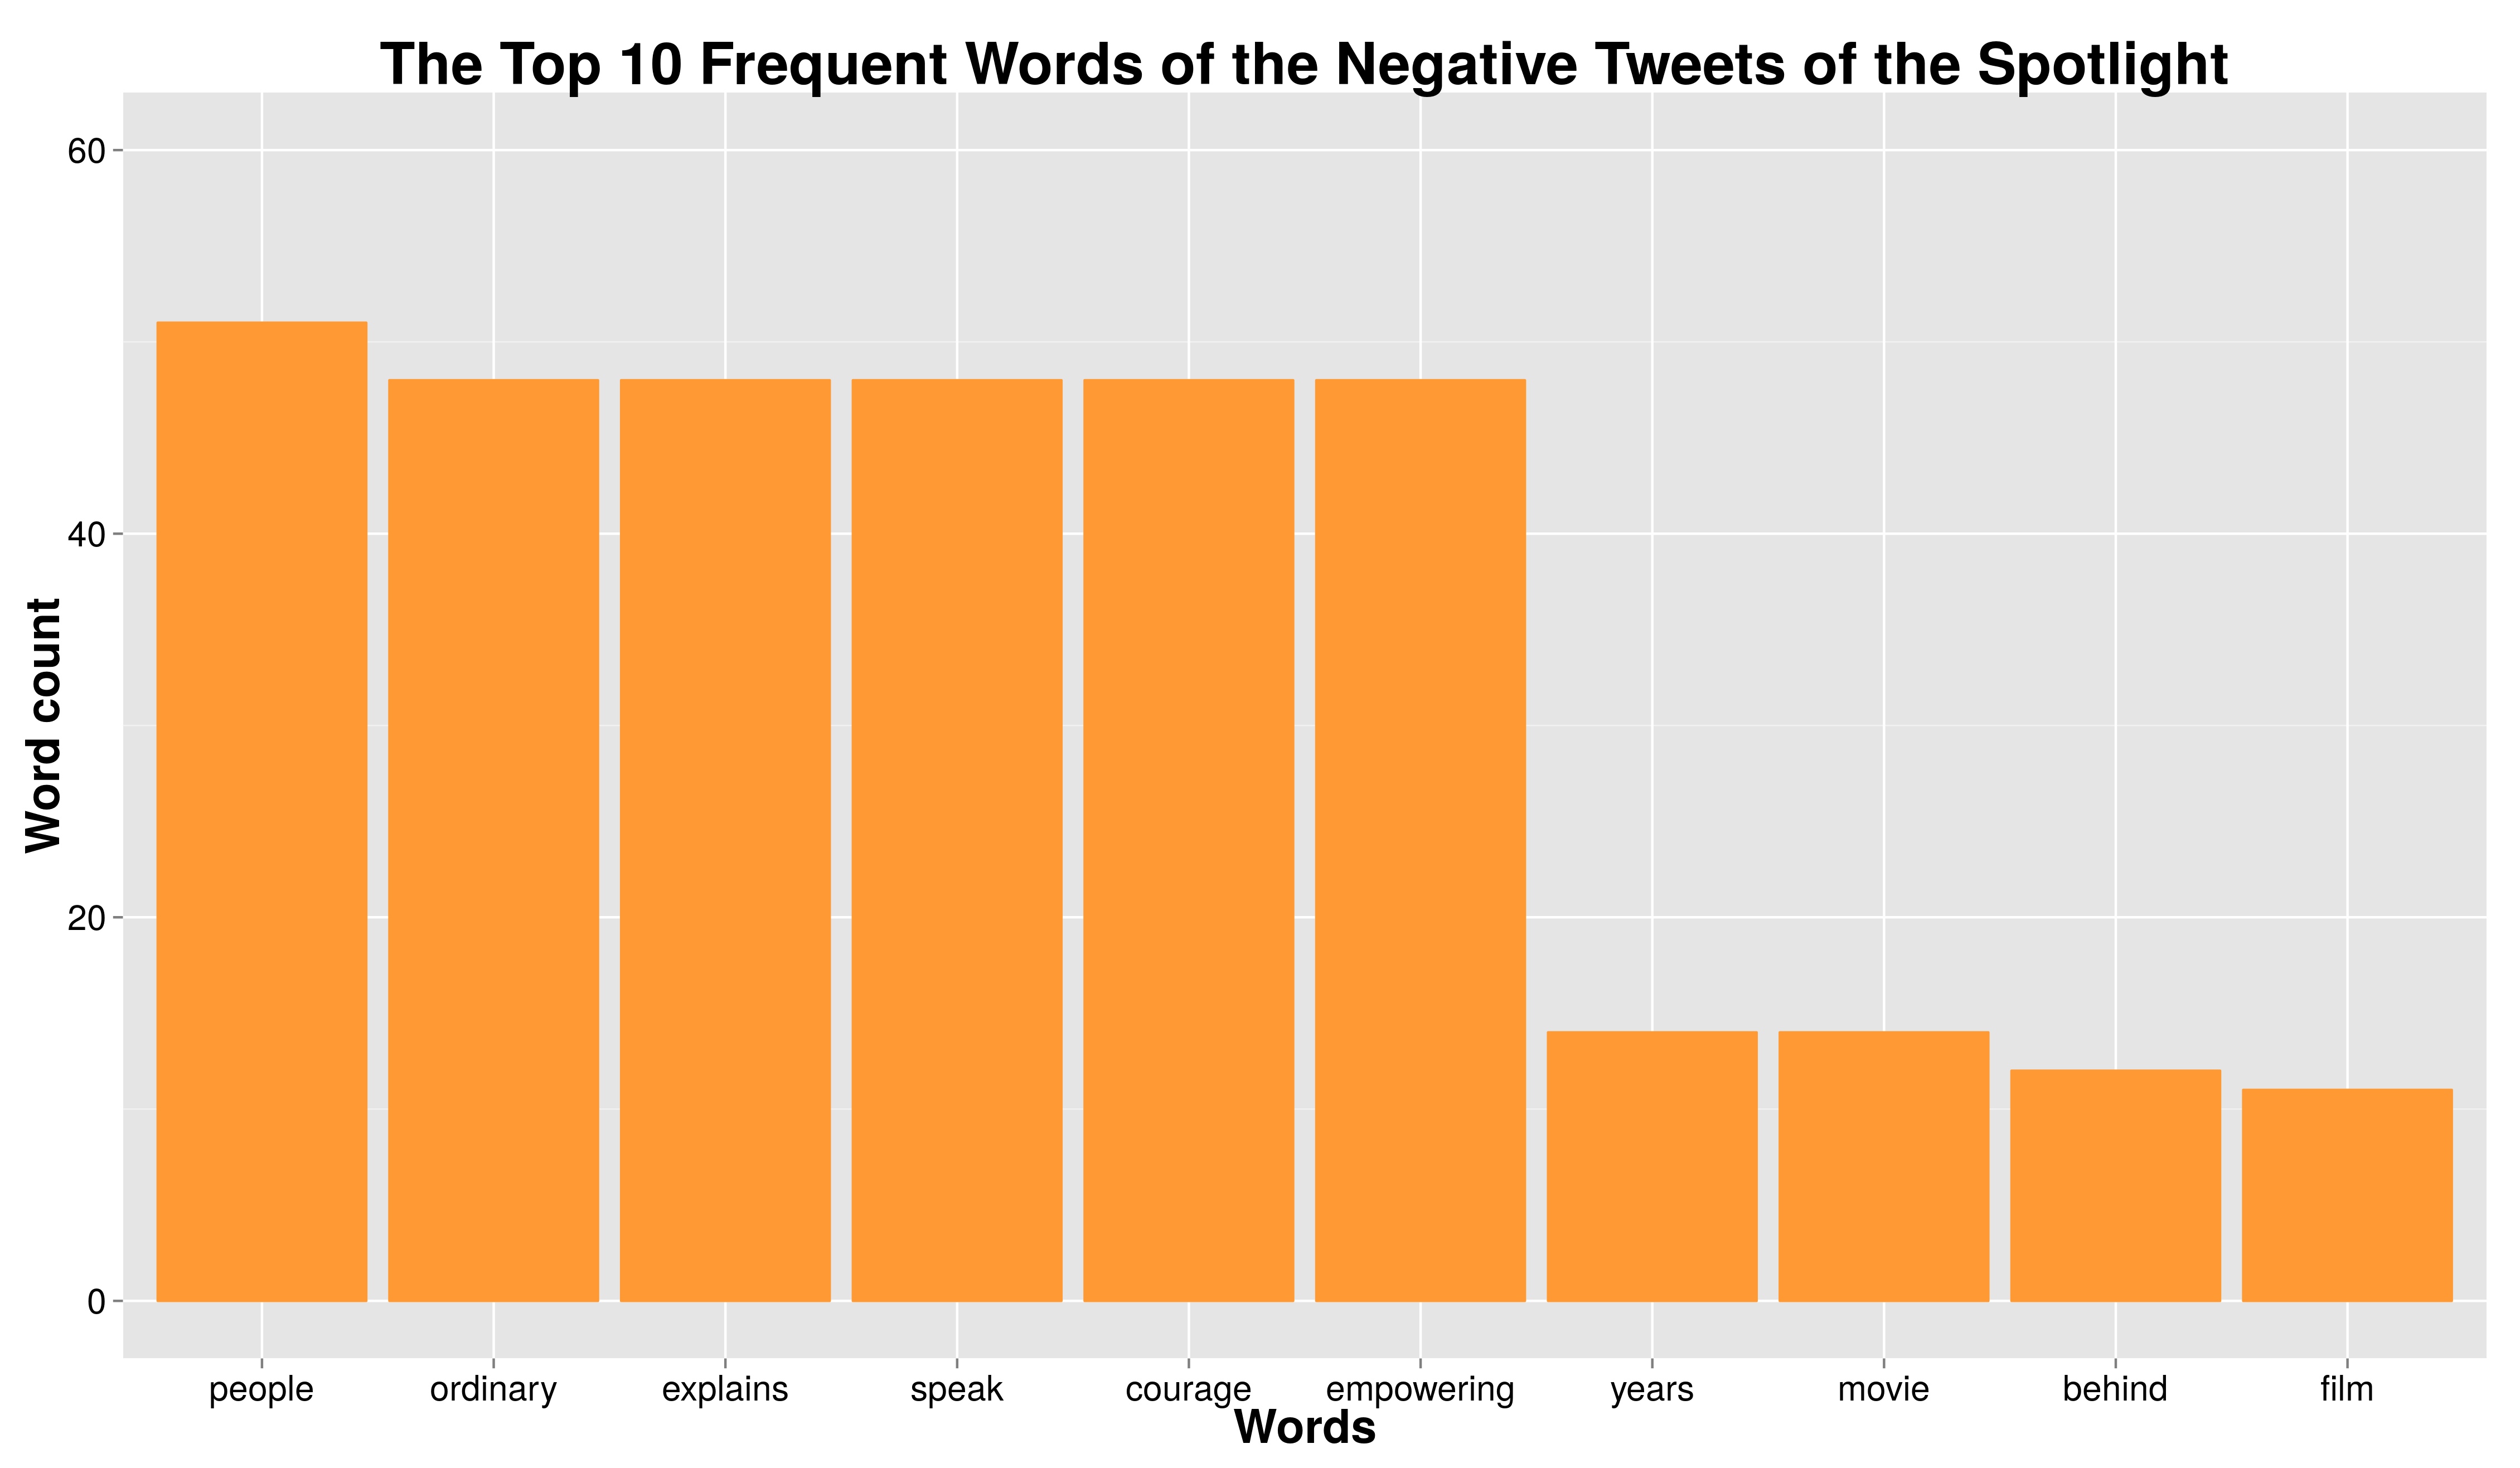 The Top 10 Frequent Words of the Negative Tweets of the Spotlight
60
40
20
0
Word count
people ordinary explains speak courage empowering years movie behind film
Words